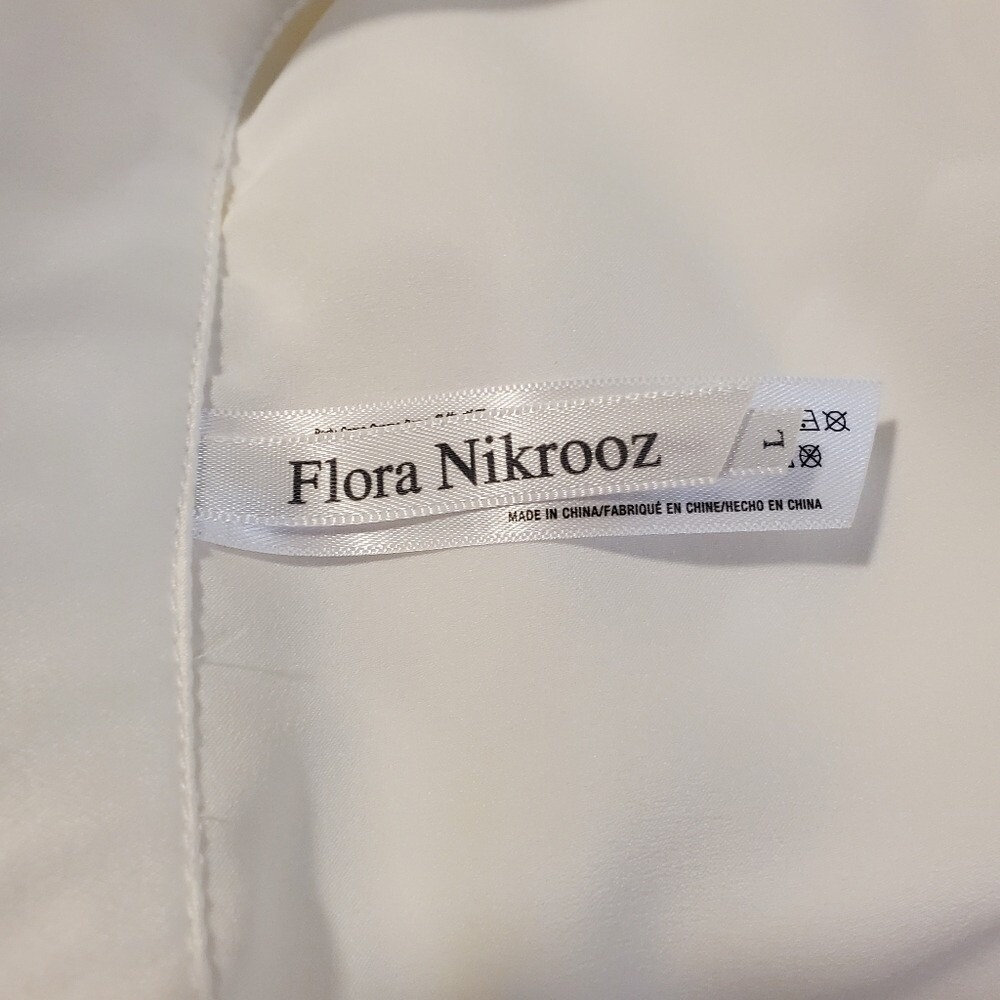 Flora Nikrooz
L
MADE IN CHINA/FABRIQUÉ EN CHINE/HECHO EN CHINA